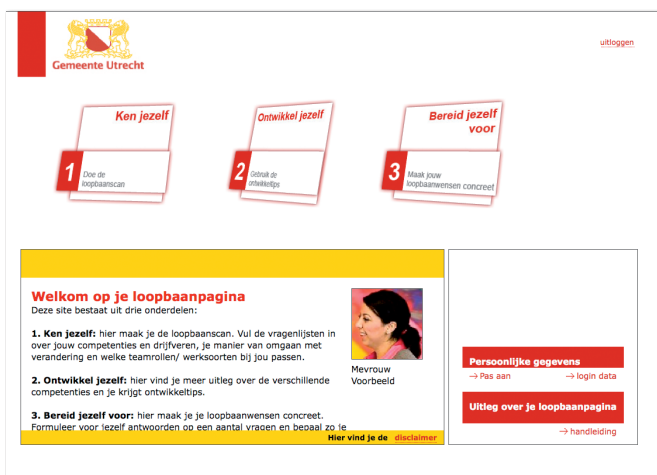 Gemeente Utrecht
uitloggen
Ken jezelf
1
Doe de
loopbaanscan
Ontwikkel jezelf
2
Gebruik de
ontwikkeltips
Bereid jezelf
voor
3
Maak jouw
loopbaanwensen concreet
Welkom op je loopbaanpagina
Deze site bestaat uit drie onderdelen:
1. Ken jezelf: hier maak je de loopbaanscan. Vul de vragenlijsten in
over jouw competenties en drijfveren, je manier van omgaan met
verandering en welke teamrollen/ werksoorten bij jou passen.
2. Ontwikkel jezelf: hier vind je meer uitleg over de verschillende
competenties en je krijgt ontwikkeltips.
3. Bereid jezelf voor: hier maak je je loopbaanwensen concreet.
Formuleer voor jezelf antwoorden op een aantal vragen en bepaal zo je
Mevrouw
Voorbeeld
Hier vind je de disclaimer
Persoonlijke gegevens
→ Pas aan → login data
Uitleg over je loopbaanpagina
→ handleiding